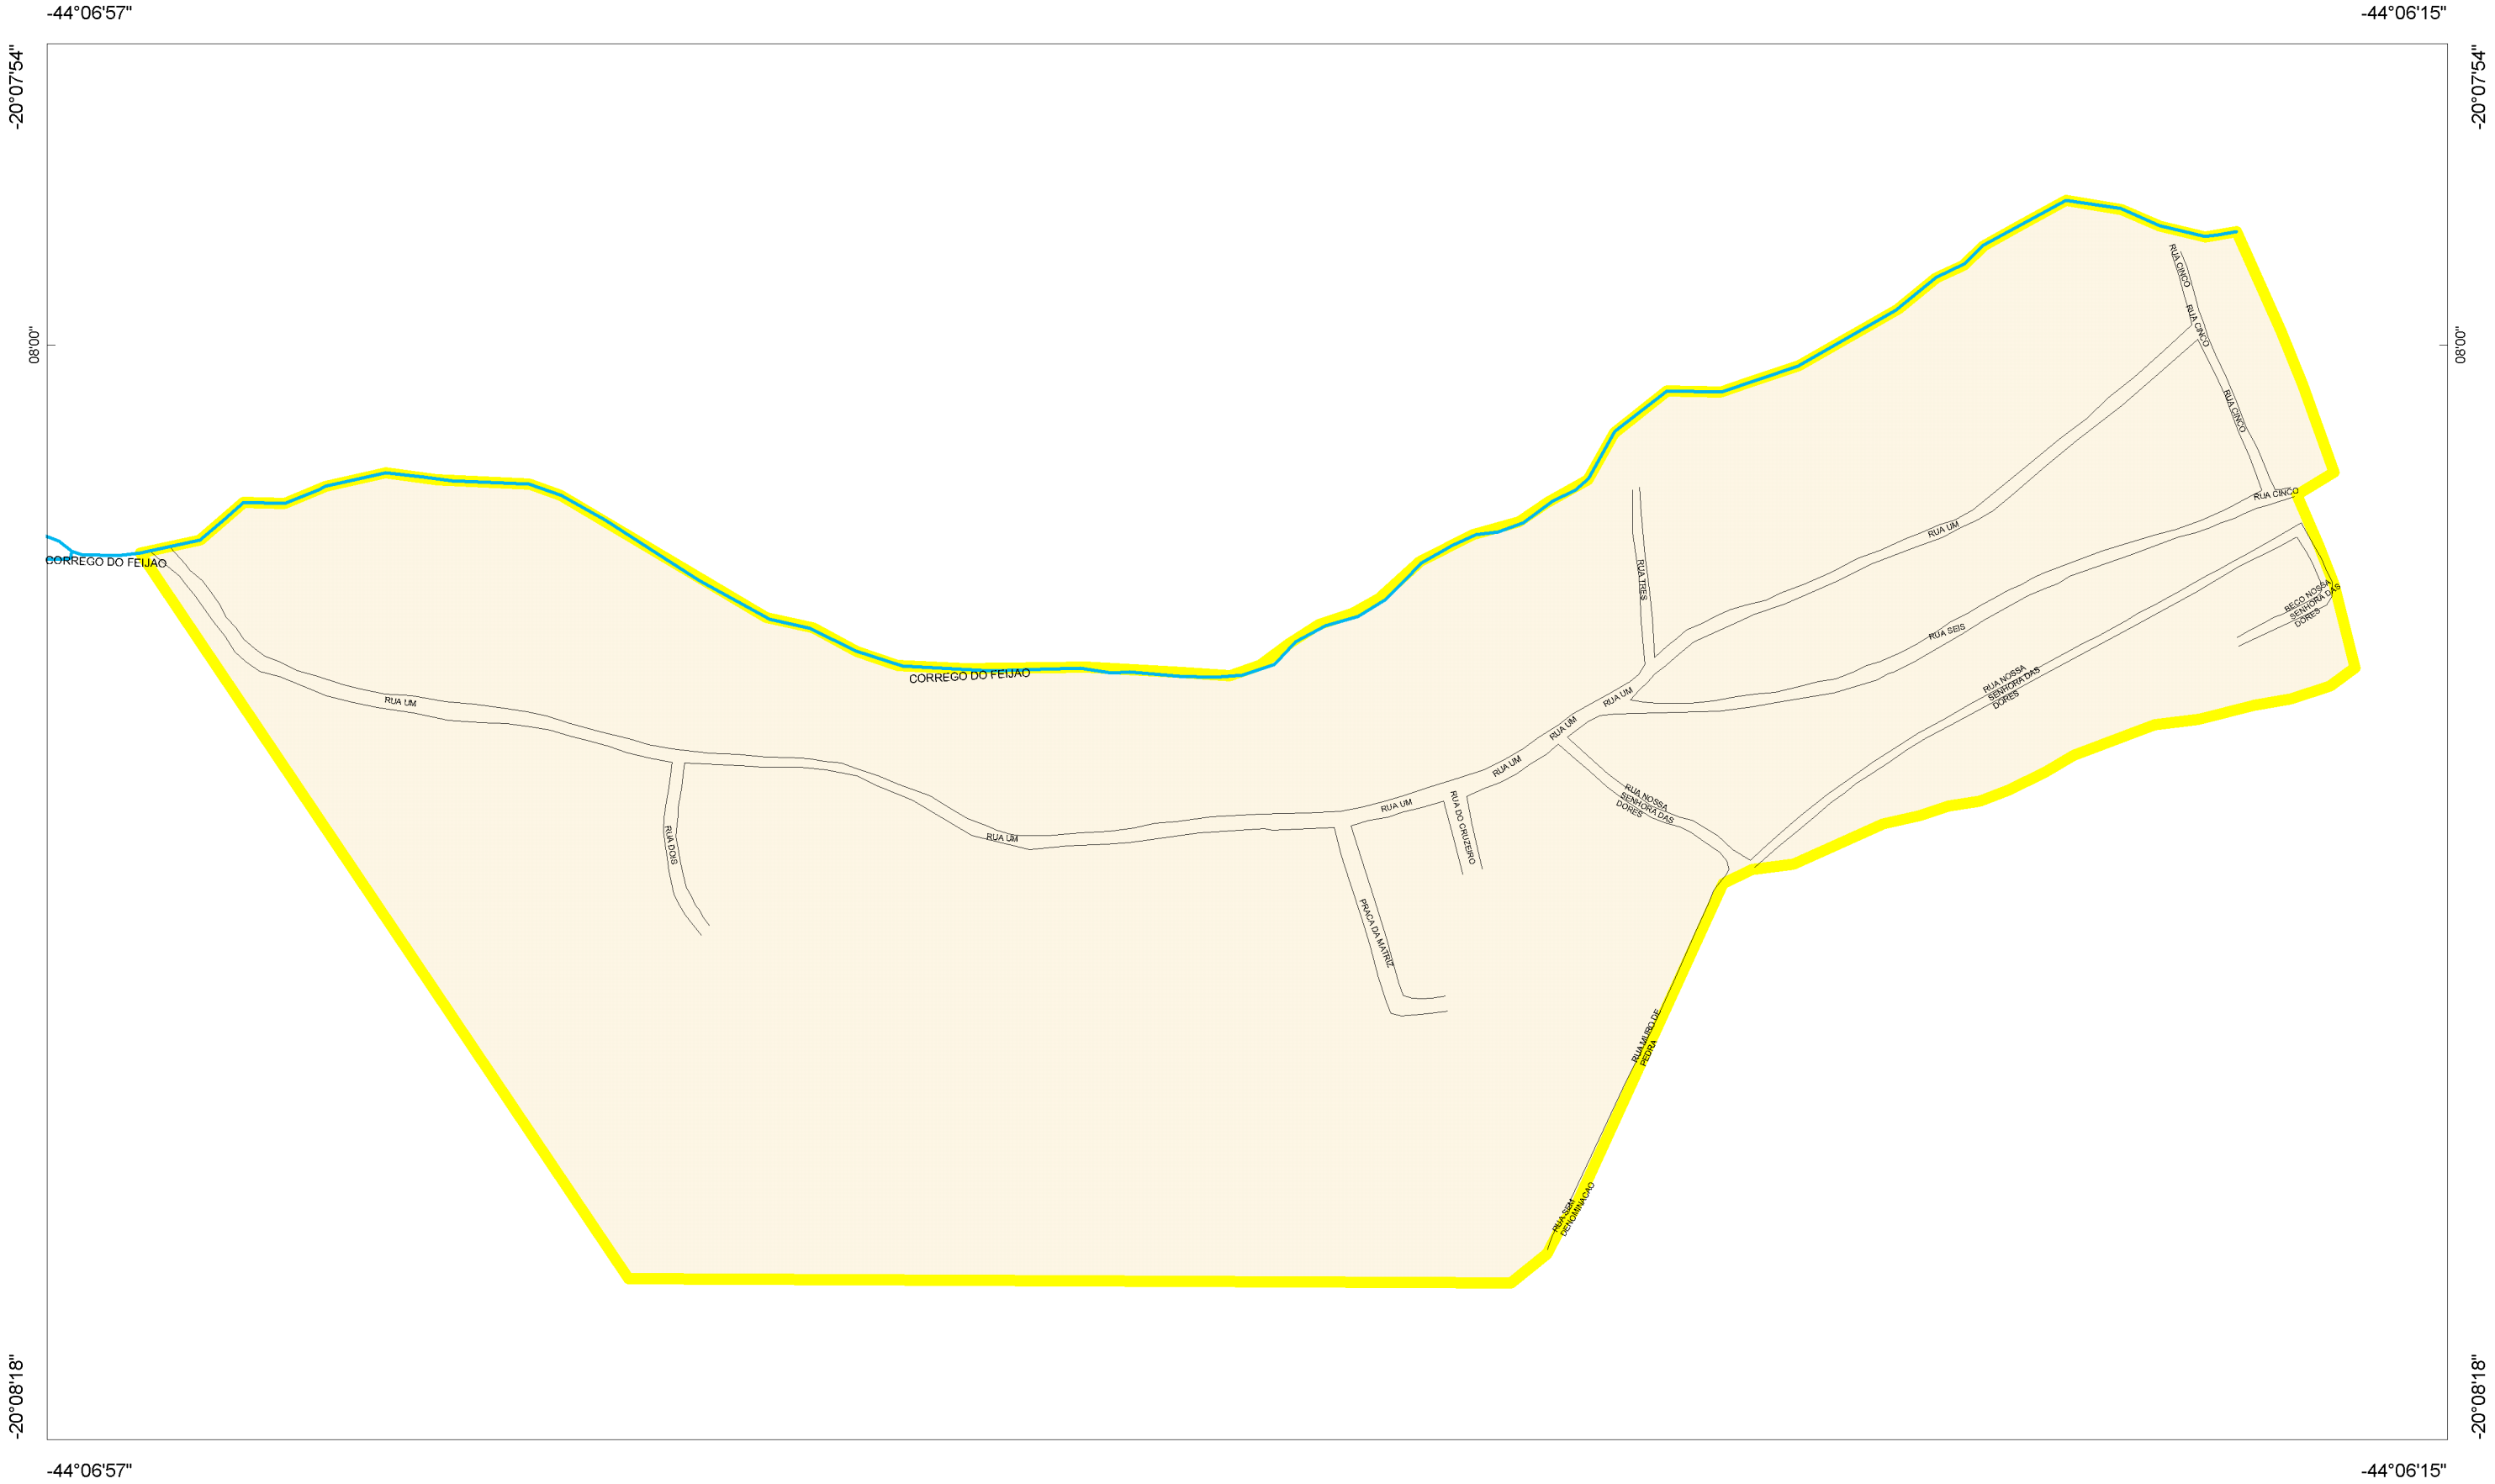 -44°06'57"
-44°06'15"
-20°07'54"
-20°07'54"
RUA CINCO
RUA CINCO
08'00"
08'00"
RUA CINCO
RUA CINCO
RUA UM
CORREGO DO FEIJAO
RUA TRES
BECO NOSSA
SENHORA DAS
DORES
RUA SEIS
CORREGO DO FEIJAO
RUA NOSSA
SENHORA DAS
DORES
RUA UM
RUA UM
RUA UM
RUA UM
RUA NOSSA
SENHORA DAS
DORES
RUA UM
RUA DO CRUZEIRO
RUA UM
RUA DOIS
PRACA DA MATRIZ
RUA MURO DE
PEDRA
RUA SEM
DENOMINACAO
-20°08'18"
-20°08'18"
-44°06'57"
-44°06'15"